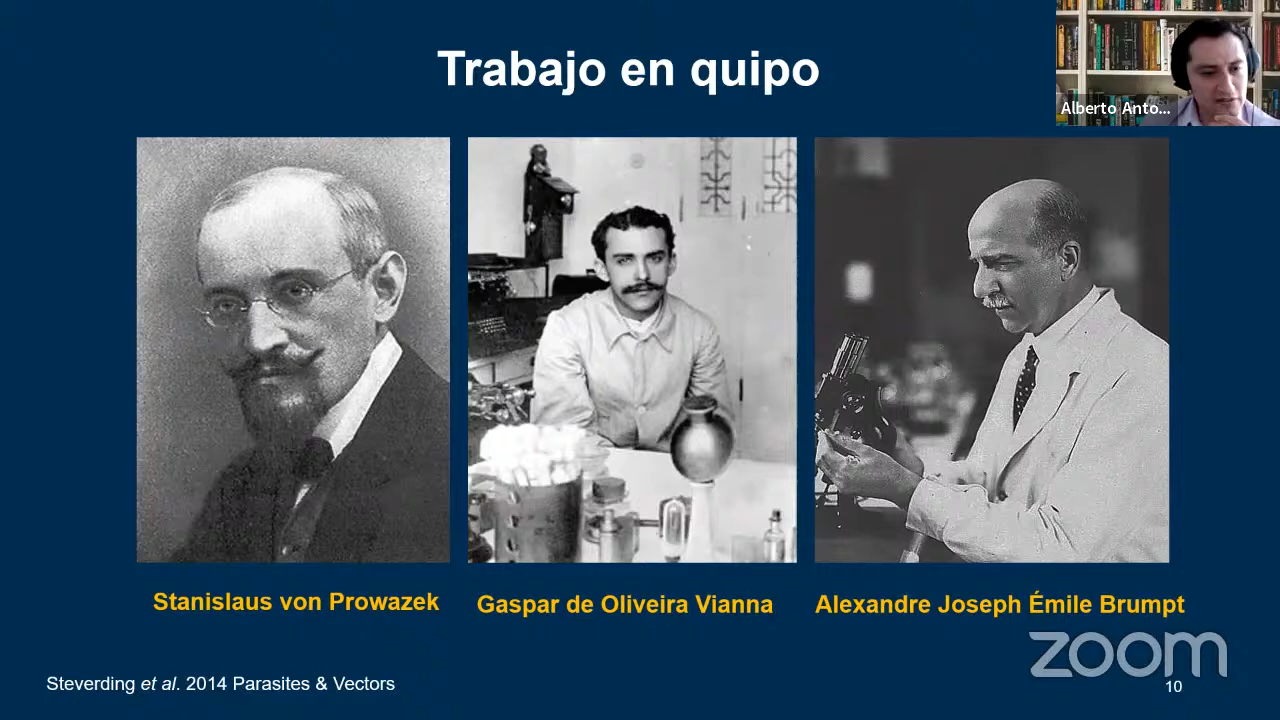 Trabajo en quipo
Alberto Anto...
Stanislaus von Prowazek
Gaspar de Oliveira Vianna
Alexandre Joseph Émile Brumpt
zoom
Steverding et al. 2014 Parasites & Vectors
10